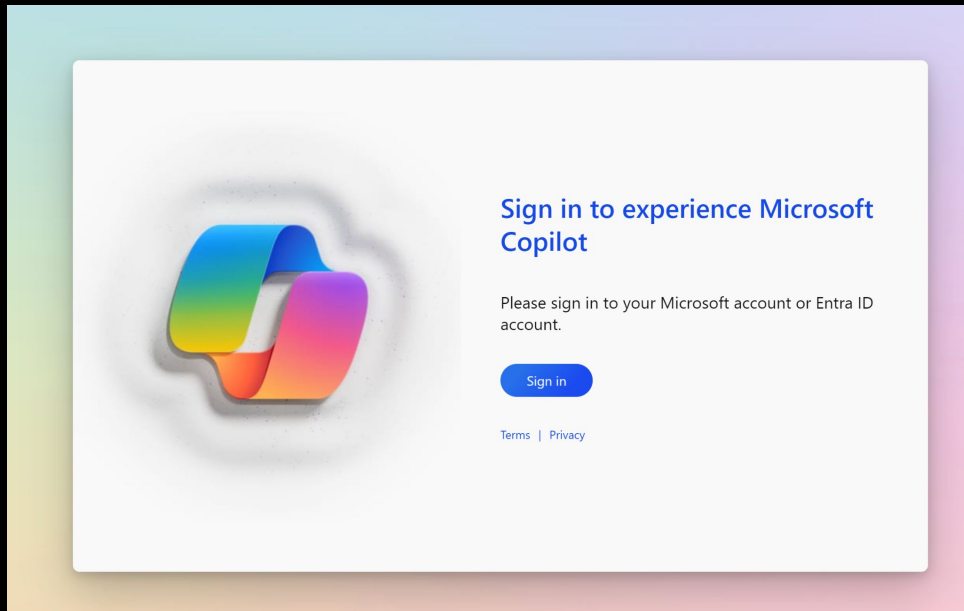 Sign in to experience Microsoft
Copilot
Please sign in to your Microsoft account or Entra ID
account.
Sign in
Terms | Privacy